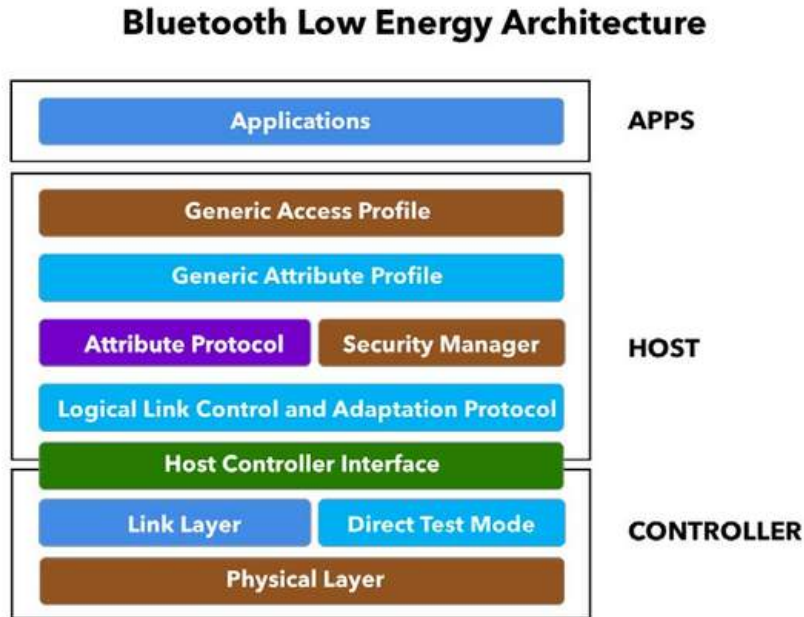 Bluetooth Low Energy Architecture
Applications
APPS
Generic Access Profile
Generic Attribute Profile
Attribute Protocol
Security Manager
HOST
Logical Link Control and Adaptation Protocol
Host Controller Interface
Link Layer
Direct Test Mode
CONTROLLER
Physical Layer